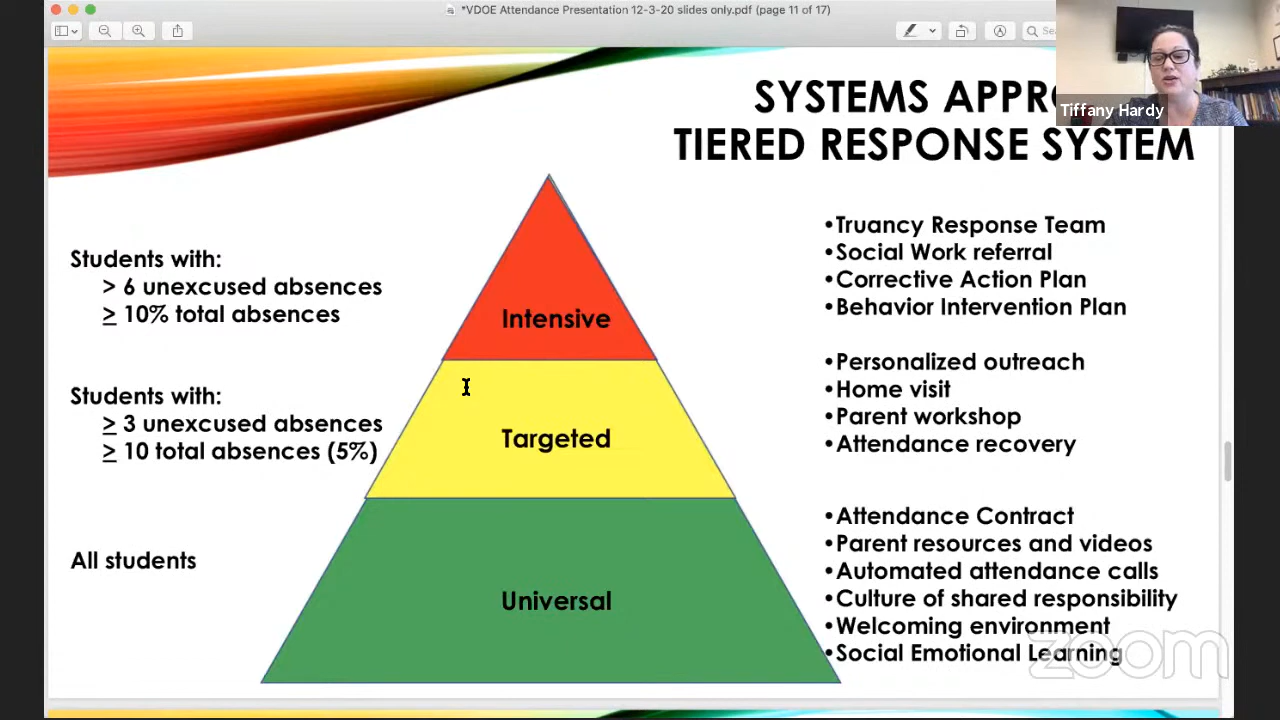 *VDOE Attendance Presentation 12-3-20 slides only.pdf (page 11 of 17)
Tiffany Hardy
SYSTEMS
TIERED RESPONSE SYSTEM
Students with:
> 6 unexcused absences
≥ 10% total absences
Students with:
≥ 3 unexcused absences
≥ 10 total absences (5%)
All students
Intensive
Targeted
Universal
•Truancy Response Team
•Social Work referral
•Corrective Action Plan
•Behavior Intervention Plan
•Personalized outreach
•Home visit
•Parent workshop
•Attendance recovery
•Attendance Contract
•Parent resources and videos
•Automated attendance calls
•Culture of shared responsibility
•Welcoming environment
•Social Emotional Learning
zoom